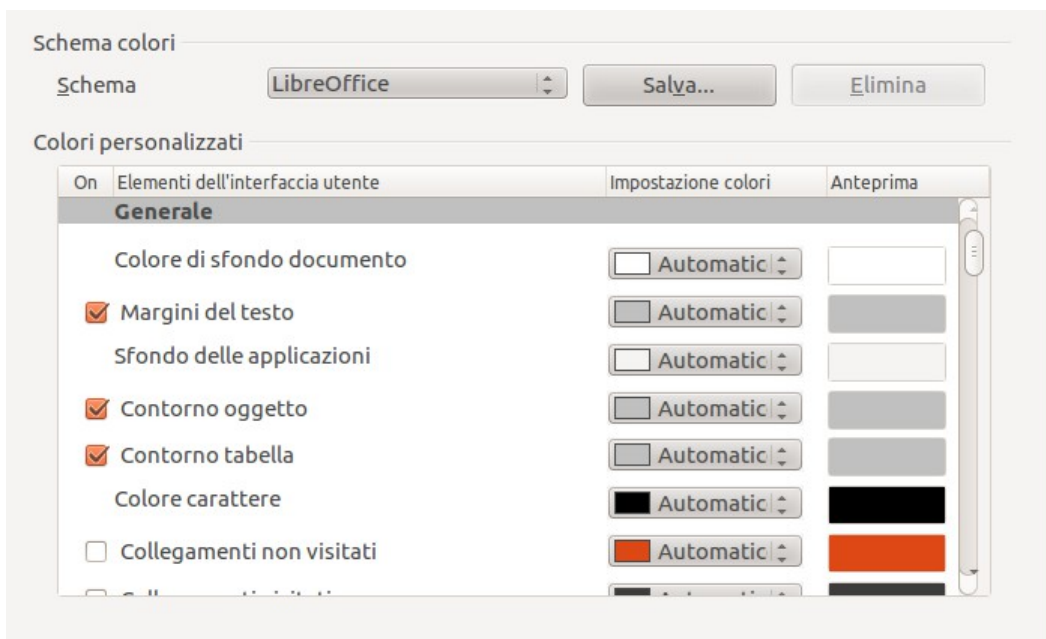 Schema colori
Schema LibreOffice Salva... Elimina
Colori personalizzati
On Elementi dell'interfaccia utente Impostazione colori Anteprima
Generale
Colore di sfondo documento Automatic
Margini del testo Automatic
Sfondo delle applicazioni Automatic
Contorno oggetto Automatic
Contorno tabella Automatic
Colore carattere Automatic
Collegamenti non visitati Automatic